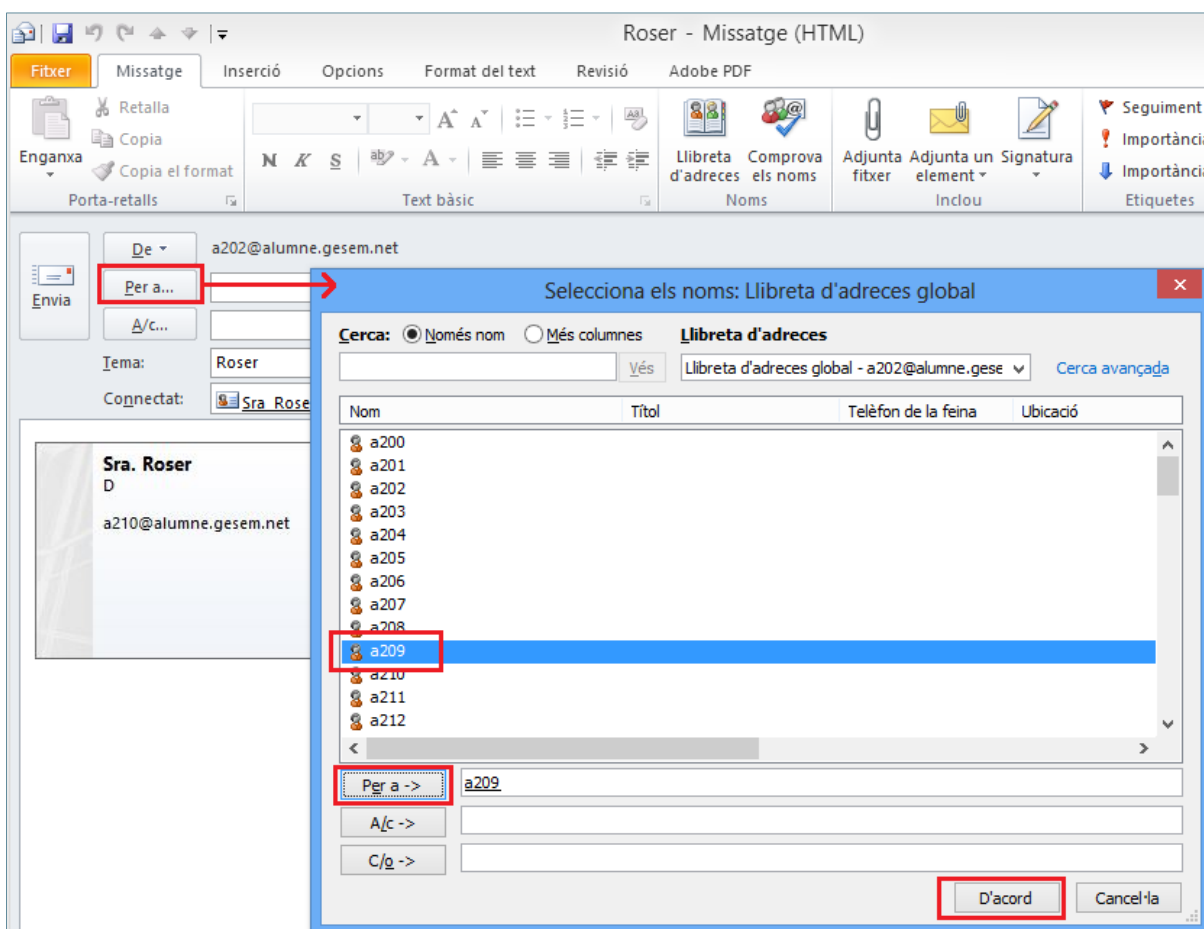 Roser - Missatge (HTML)
Fitxer Missatge Inserció Opcions Format del text Revisió Adobe PDF
Enganxa
Retalla
Copia
Copia el format
Porta-retalls
N K S
Text bàsic
Llibreta d'adreces
Comprova els noms
Noms
Adjunta fitxer
Adjunta un element
Signatura
Inclou
Seguiment
Importància
Importància
Etiquetes
Envia
De a202@alumne.gesem.net
Per a...
A/c...
Tema: Roser
Connectat: Sra Rose
Sra. Roser
D
a210@alumne.gesem.net
Selecciona els noms: Llibreta d'adreces global
Cerca: Només nom Més columnes Llibreta d'adreces
Vés Llibreta d'adreces global - a202@alumne.gese Cerca avançada
Nom Títol Telèfon de la feina Ubicació
a200
a201
a202
a203
a204
a205
a206
a207
a208
a209
a210
a211
a212
Per a -> a209
A/c ->
C/o ->
D'acord Cancel·la